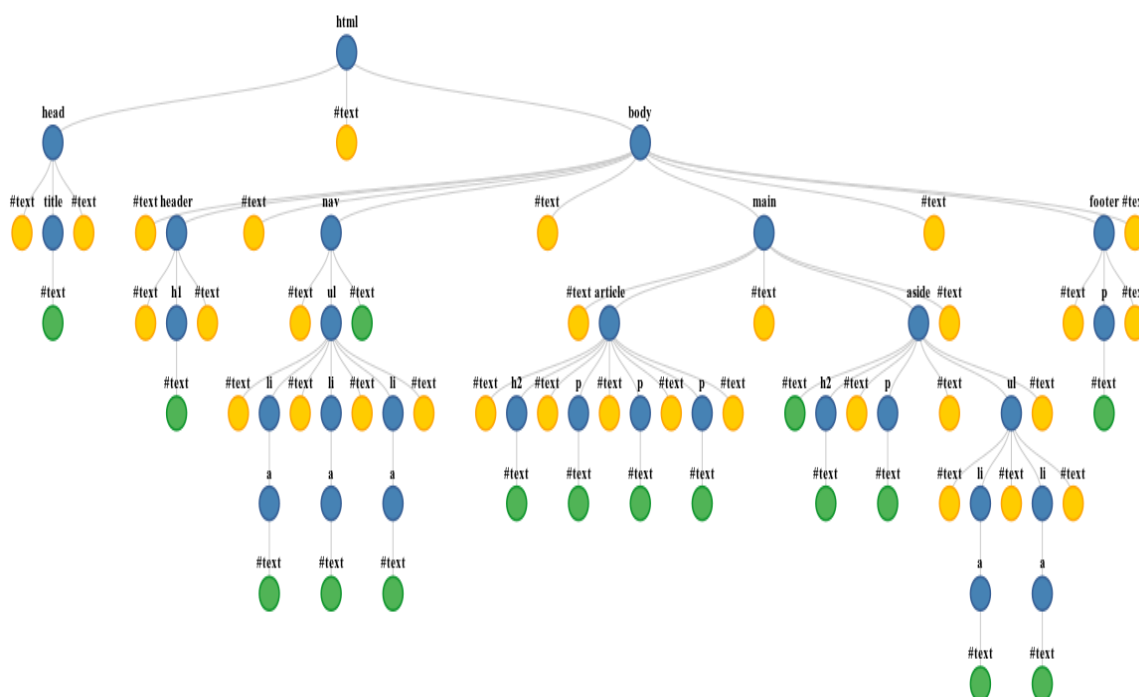 html
head #text body
#text title #text #text header #text nav #text main #text footer #text
#text #text h1 #text #text ul #text #text article #text aside #text #text p #text
#text #text li #text li #text li #text #text h2 #text p #text p #text p #text #text h2 #text p #text ul #text #text
a a a #text #text #text #text #text #text #text li #text li #text
#text #text #text a a
#text #text